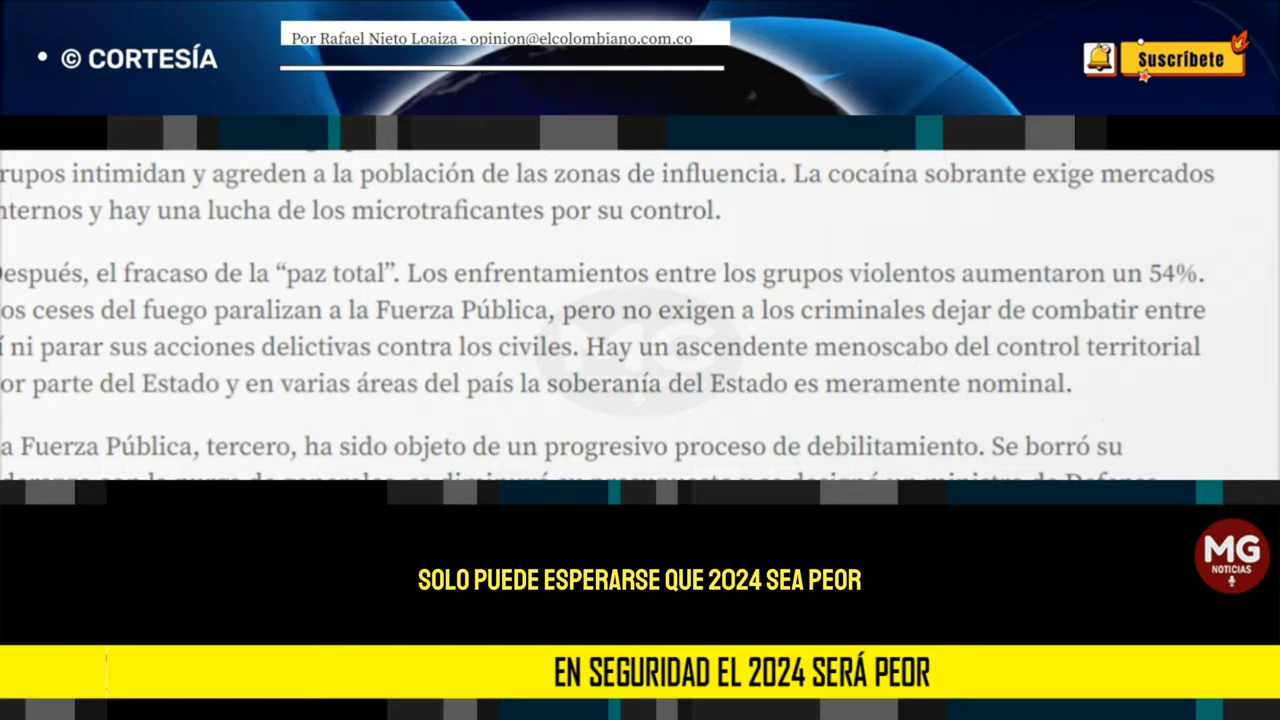 • © CORTESÍA
Por Rafael Nieto Loaiza - opinion@elcolombiano.com.co
Suscríbete
rupos intimidan y agreden a la población de las zonas de influencia. La cocaína sobrante exige mercados
nternos y hay una lucha de los microtraficantes por su control.
espués, el fracaso de la “paz total”. Los enfrentamientos entre los grupos violentos aumentaron un 54%.
os ceses del fuego paralizan a la Fuerza Pública, pero no exigen a los criminales dejar de combatir entre
í ni parar sus acciones delictivas contra los civiles. Hay un ascendente menoscabo del control territorial
or parte del Estado y en varias áreas del país la soberanía del Estado es meramente nominal.
a Fuerza Pública, tercero, ha sido objeto de un progresivo proceso de debilitamiento. Se borró su
MG
NOTICIAS
SOLO PUEDE ESPERARSE QUE 2024 SEA PEOR
EN SEGURIDAD EL 2024 SERÁ PEOR